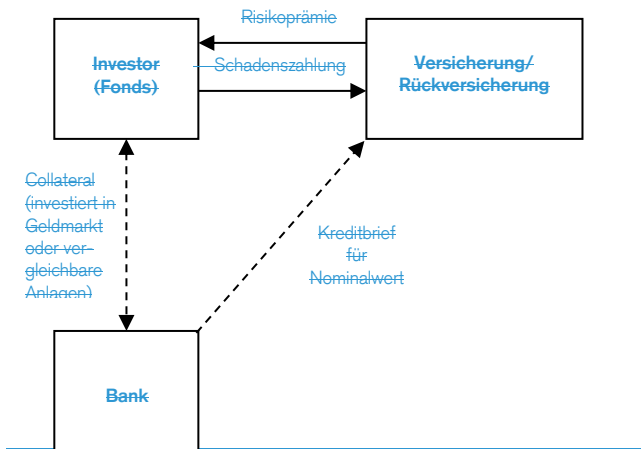 Risikoprämie
Investor
(Fonds)
Schadenszahlung
Versicherung/
Rückversicherung
Collateral
(investiert in
Geldmarkt
oder ver-
gleichbare
Anlagen)
Kreditbrief
für
Nominalwert
Bank